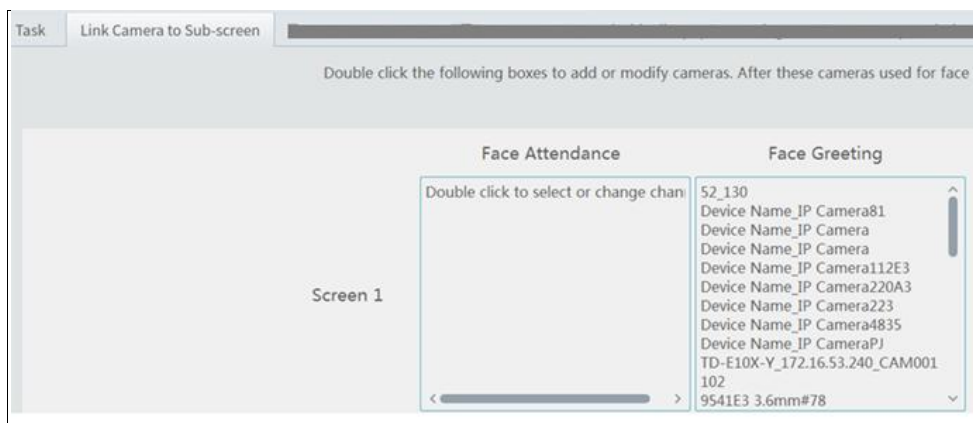 Task
Link Camera to Sub-screen
Double click the following boxes to add or modify cameras. After these cameras used for face
Face Attendance
Face Greeting
Screen 1
Double click to select or change chan
52_130
Device Name_IP Camera81
Device Name_IP Camera
Device Name_IP Camera
Device Name_IP Camera112E3
Device Name_IP Camera220A3
Device Name_IP Camera223
Device Name_IP Camera4835
Device Name_IP CameraPJ
TD-E10X-Y_172.16.53.240_CAM001
102
9541E3 3.6mm#78